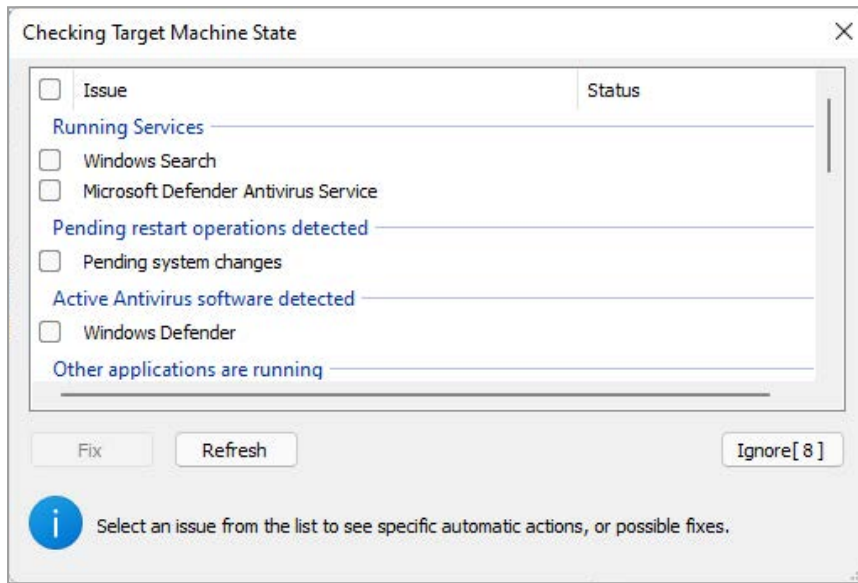 Checking Target Machine State
Issue Status
Running Services
Windows Search
Microsoft Defender Antivirus Service
Pending restart operations detected
Pending system changes
Active Antivirus software detected
Windows Defender
Other applications are running
Fix Refresh Ignore[ 8 ]
Select an issue from the list to see specific automatic actions, or possible fixes.